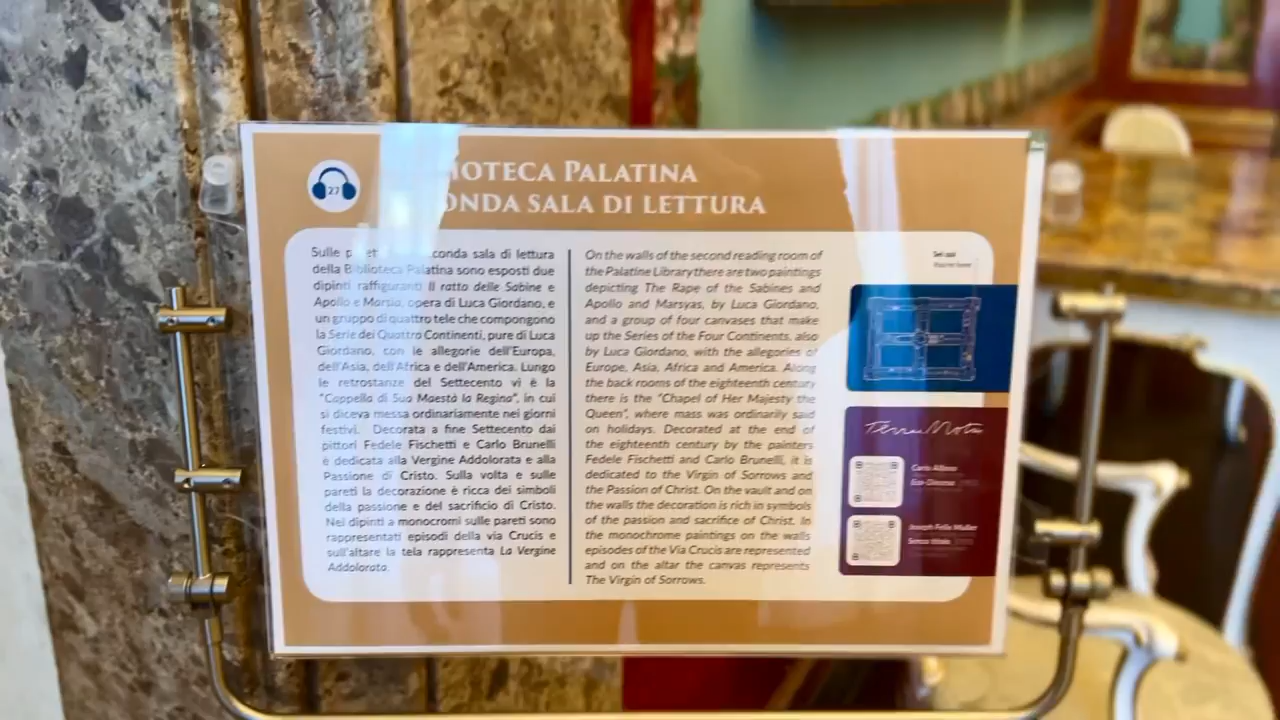 27
IOTECA PALATINA
ONDA SALA DI LETTURA
Sulle conda sala di lettura
della Biblioteca Palatina sono esposti due
dipinti raffiguranti Il ratto delle Sabine e
Apollo e Marsia, opera di Luca Giordano, e
un gruppo di quattro tele che compongono
la Serie dei Quattro Continenti, pure di Luca
Giordano, con le allegorie dell'Europa,
dell'Asia, dell'Africa e dell'America. Lungo
le retrostanze del Settecento vi è la
"Cappella di Sua Maestà la Regina", in cui
si diceva messa ordinariamente nei giorni
festivi. Decorata a fine Settecento dai
pittori Fedele Fischetti e Carlo Brunelli
è dedicata alla Vergine Addolorata e alla
Passione di Cristo. Sulla volta e sulle
pareti la decorazione è ricca dei simboli
della passione e del sacrificio di Cristo.
Nei dipinti a monocromi sulle pareti sono
rappresentati episodi della via Crucis e
sull'altare la tela rappresenta La Vergine
Addolorata.
On the walls of the second reading room of
the Palatine Library there are two paintings
depicting The Rape of the Sabines and
Apollo and Marsyas, by Luca Giordano,
and a group of four canvases that make
up the Series of the Four Continents, also
by Luca Giordano, with the allegories of
Europe, Asia, Africa and America. Along
the back rooms of the eighteenth century
there is the "Chapel of Her Majesty the
Queen", where mass was ordinarily said
on holidays. Decorated at the end of
the eighteenth century by the painters
Fedele Fischetti and Carlo Brunelli, it is
dedicated to the Virgin of Sorrows and
the Passion of Christ. On the vault and on
the walls the decoration is rich in symbols
of the passion and sacrifice of Christ. In
the monochrome paintings on the walls
episodes of the Via Crucis are represented
and on the altar the canvas represents
The Virgin of Sorrows.
Sei qui
You're here
Terrae Motus
Carlo Alfano
Eco-Discesa
Joseph Felix Müller
Senza titolo